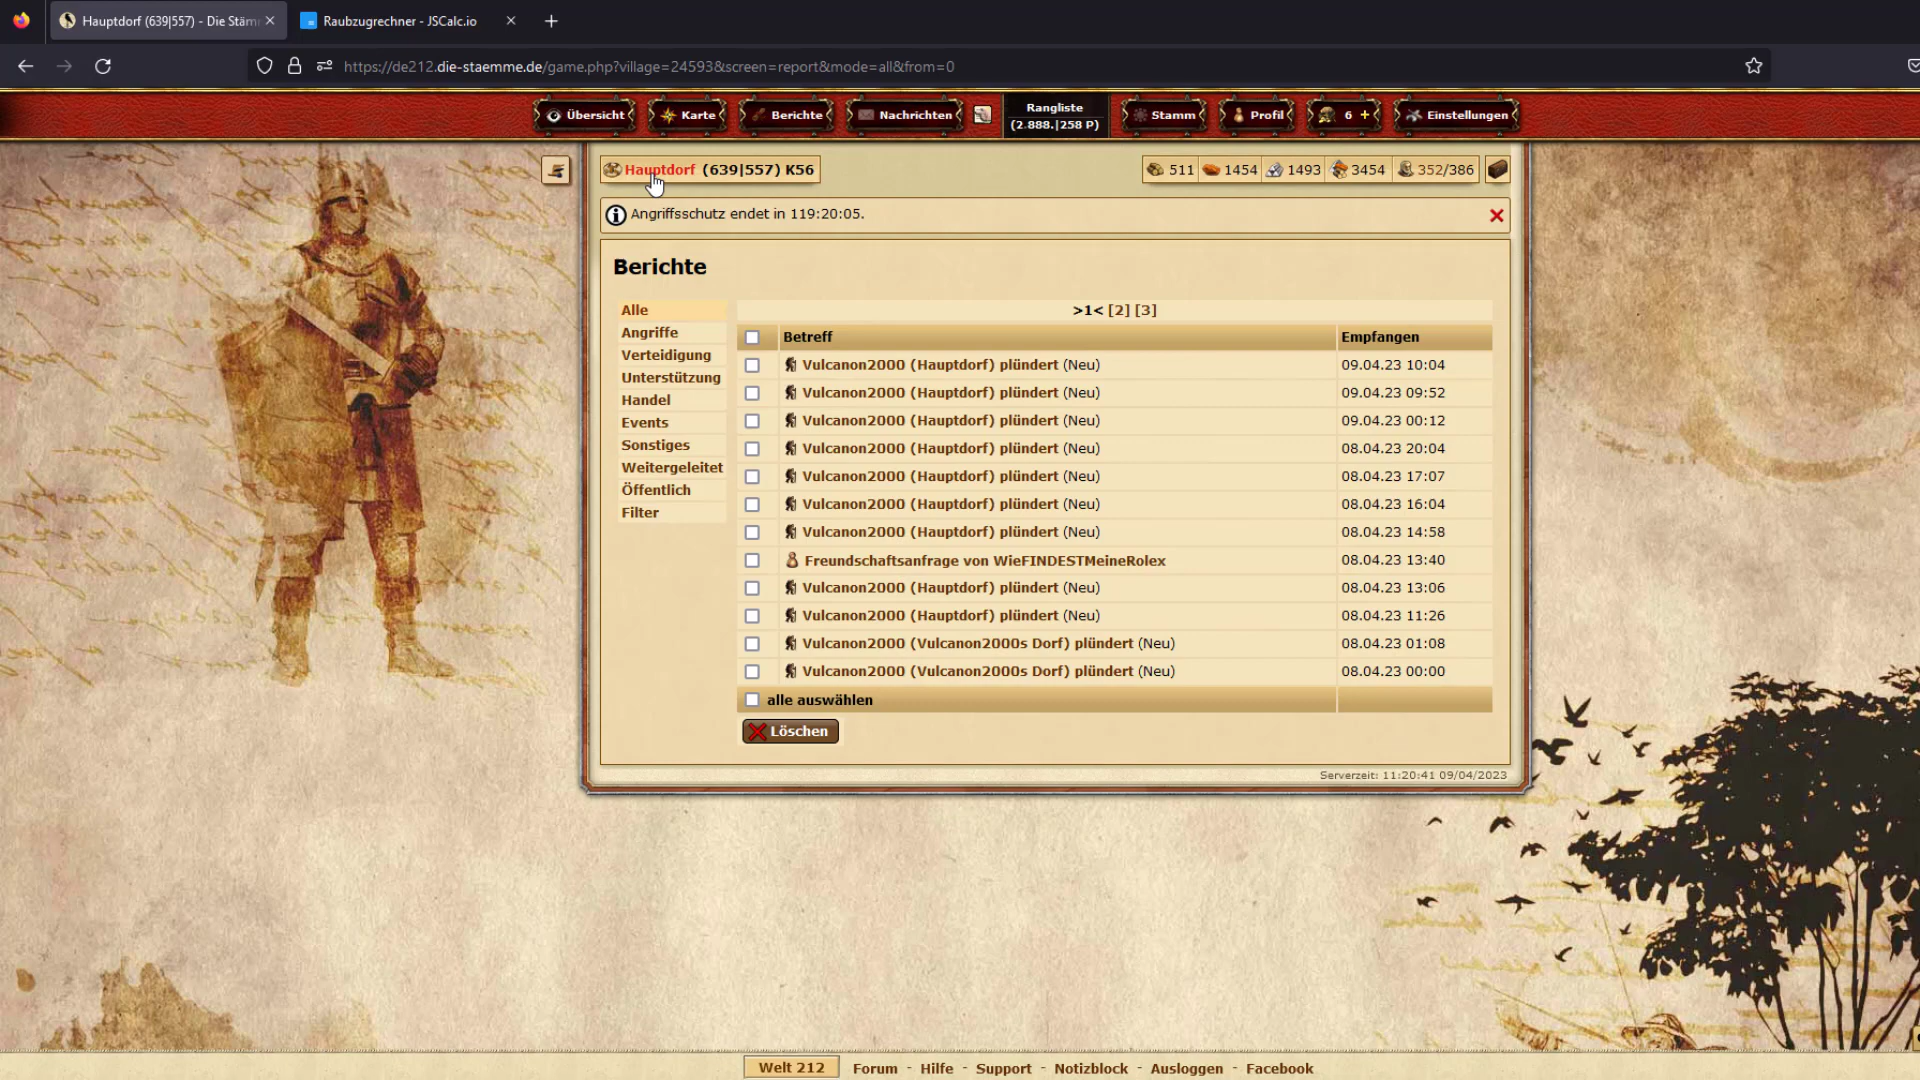 Hauptdorf (639|557) - Die Stäm
Raubzugrechner - JSCalc.io
https://de212.die-staemme.de/game.php?village=24593&screen=report&mode=all&from=0
Übersicht Karte Berichte Nachrichten Rangliste (2.888.|258 P) Stamm Profil 6 + Einstellungen
Hauptdorf (639|557) K56 511 1454 1493 3454 352/386
Angriffsschutz endet in 119:20:05.
Berichte
Alle
Angriffe
Verteidigung
Unterstützung
Handel
Events
Sonstiges
Weitergeleitet
Öffentlich
Filter
>1< [2] [3]
Betreff Empfangen
Vulcanon2000 (Hauptdorf) plündert (Neu) 09.04.23 10:04
Vulcanon2000 (Hauptdorf) plündert (Neu) 09.04.23 09:52
Vulcanon2000 (Hauptdorf) plündert (Neu) 09.04.23 00:12
Vulcanon2000 (Hauptdorf) plündert (Neu) 08.04.23 20:04
Vulcanon2000 (Hauptdorf) plündert (Neu) 08.04.23 17:07
Vulcanon2000 (Hauptdorf) plündert (Neu) 08.04.23 16:04
Vulcanon2000 (Hauptdorf) plündert (Neu) 08.04.23 14:58
Freundschaftsanfrage von WieFINDESTMeineRolex 08.04.23 13:40
Vulcanon2000 (Hauptdorf) plündert (Neu) 08.04.23 13:06
Vulcanon2000 (Hauptdorf) plündert (Neu) 08.04.23 11:26
Vulcanon2000 (Vulcanon2000s Dorf) plündert (Neu) 08.04.23 01:08
Vulcanon2000 (Vulcanon2000s Dorf) plündert (Neu) 08.04.23 00:00
alle auswählen
Löschen
Serverzeit: 11:20:41 09/04/2023
Welt 212 Forum - Hilfe - Support - Notizblock - Ausloggen - Facebook